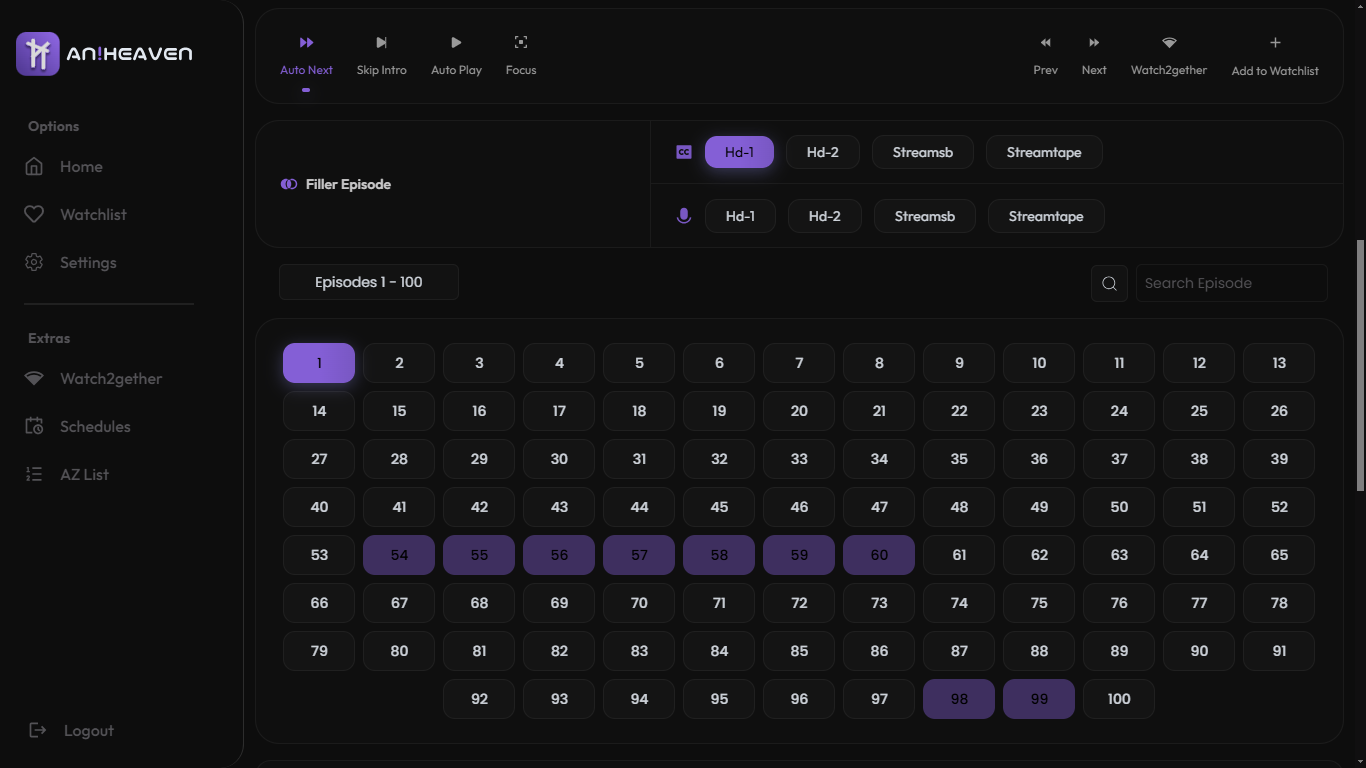 AN!HEAVEN
Options
Home
Watchlist
Settings
Extras
Watch2gether
Schedules
AZ List
Logout
Auto Next Skip Intro Auto Play Focus Prev Next Watch2gether Add to Watchlist
Filler Episode
CC Hd-1 Hd-2 Streamsb Streamtape
Hd-1 Hd-2 Streamsb Streamtape
Episodes 1 - 100 Search Episode
1 2 3 4 5 6 7 8 9 10 11 12 13
14 15 16 17 18 19 20 21 22 23 24 25 26
27 28 29 30 31 32 33 34 35 36 37 38 39
40 41 42 43 44 45 46 47 48 49 50 51 52
53 54 55 56 57 58 59 60 61 62 63 64 65
66 67 68 69 70 71 72 73 74 75 76 77 78
79 80 81 82 83 84 85 86 87 88 89 90 91
92 93 94 95 96 97 98 99 100